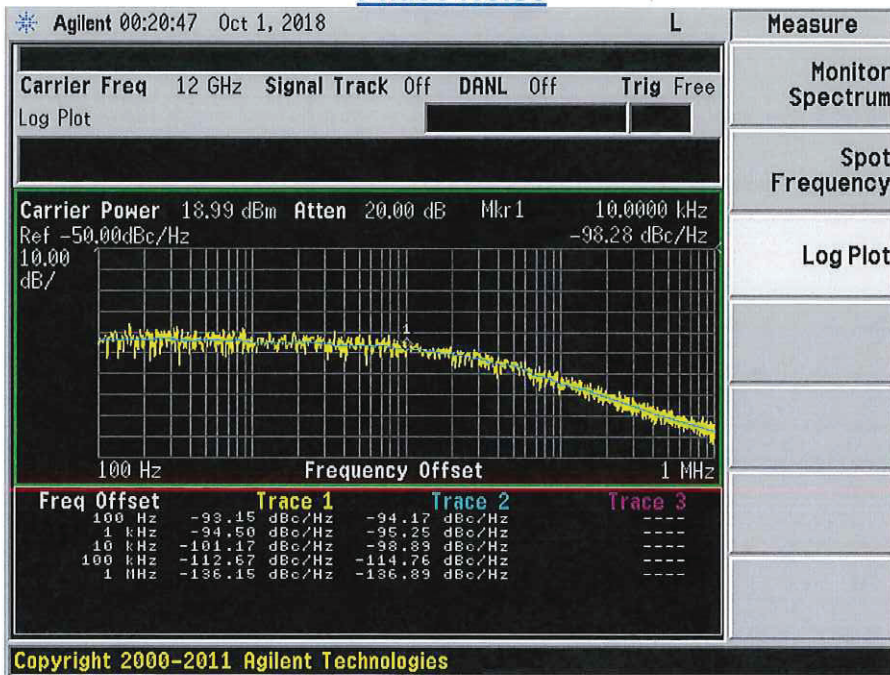 Agilent 00:20:47 Oct 1, 2018 L
Measure
Monitor
Spectrum
Spot
Frequency
Log Plot
Carrier Freq 12 GHz Signal Track Off DANL Off Trig Free
Log Plot
Carrier Power 18.99 dBm Atten 20.00 dB Mkr1 10.0000 kHz
Ref -50.00dBc/Hz -98.28 dBc/Hz
10.00
dB/
1
100 Hz Frequency Offset 1 MHz
Freq Offset Trace 1 Trace 2 Trace 3
100 Hz -93.15 dBc/Hz -94.17 dBc/Hz ----
1 kHz -94.50 dBc/Hz -95.25 dBc/Hz ----
10 kHz -101.17 dBc/Hz -98.89 dBc/Hz ----
100 kHz -112.67 dBc/Hz -114.76 dBc/Hz ----
1 MHz -136.15 dBc/Hz -136.89 dBc/Hz ----
Copyright 2000-2011 Agilent Technologies